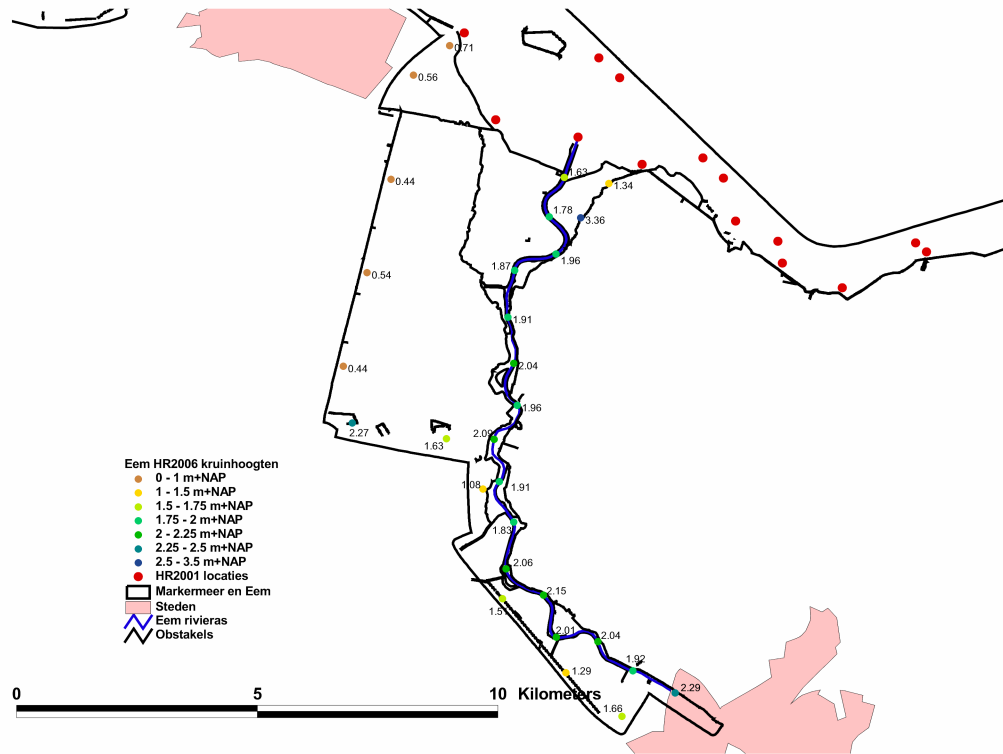 0.71
0.56
1.63
0.44
1.34
1.78
3.36
1.96
1.87
0.54
1.91
2.04
0.44
1.96
2.27
2.09
1.63
Eem HR2006 kruinhoogten
0 - 1 m+NAP
1 - 1.5 m+NAP
1.5 - 1.75 m+NAP
1.75 - 2 m+NAP
2 - 2.25 m+NAP
2.25 - 2.5 m+NAP
2.5 - 3.5 m+NAP
HR2001 locaties
Markermeer en Eem
Steden
Eem rivieras
Obstakels
1.08
1.91
1.83
2.06
2.15
1.51
2.01
2.04
1.92
1.29
2.29
1.66
0 5 10 Kilometers